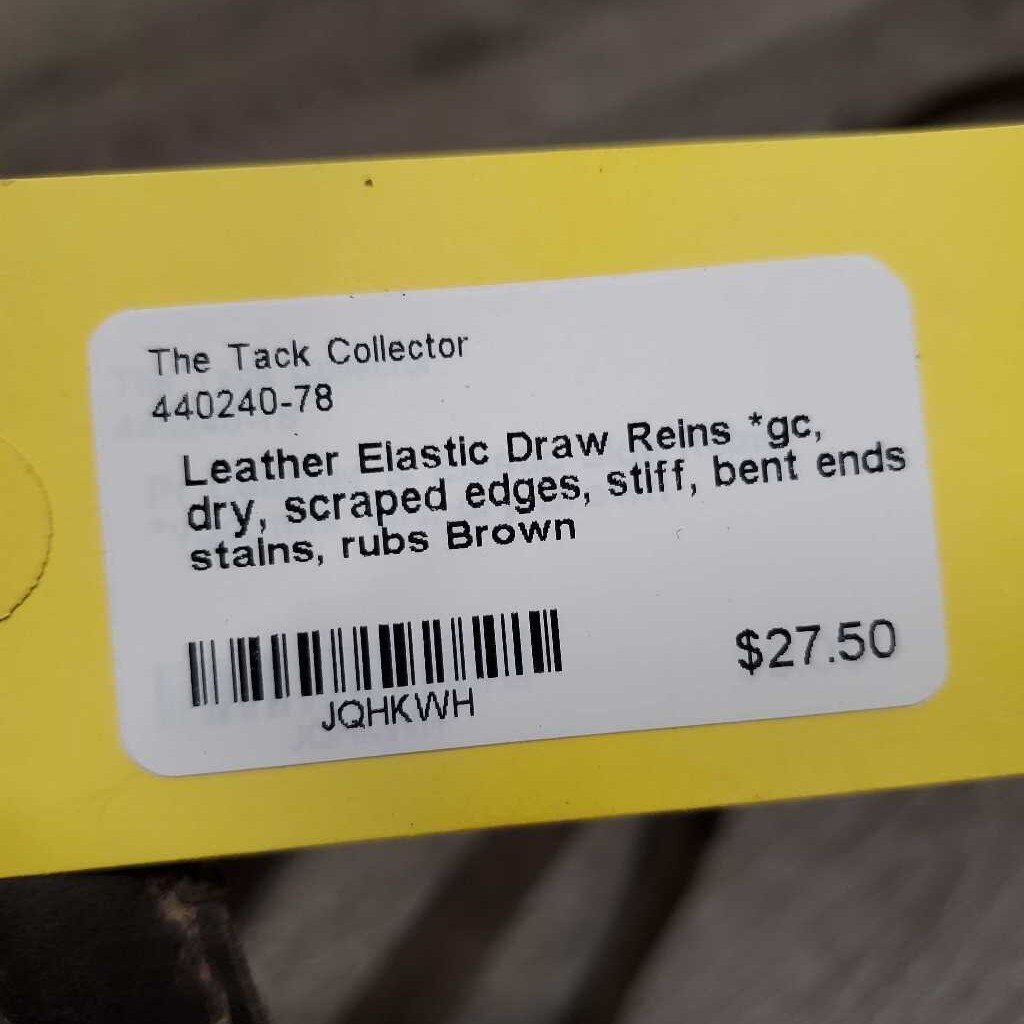 The Tack Collector
440240-78
Leather Elastic Draw Reins *gc,
dry, scraped edges, stiff, bent ends
stains, rubs Brown
JQHKWH
$27.50